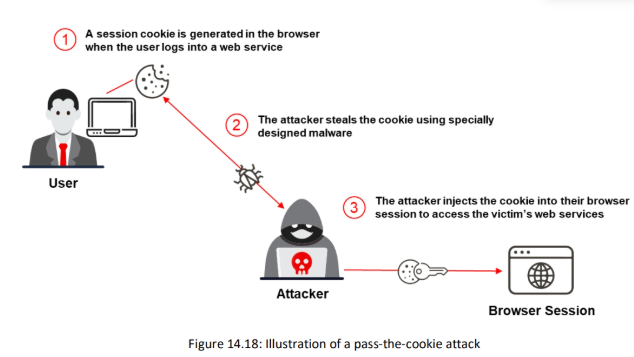 1
A session cookie is generated in the browser
when the user logs into a web service
2
The attacker steals the cookie using specially
designed malware
User
3
The attacker injects the cookie into their browser
session to access the victim's web services
Attacker
Browser Session
Figure 14.18: Illustration of a pass-the-cookie attack